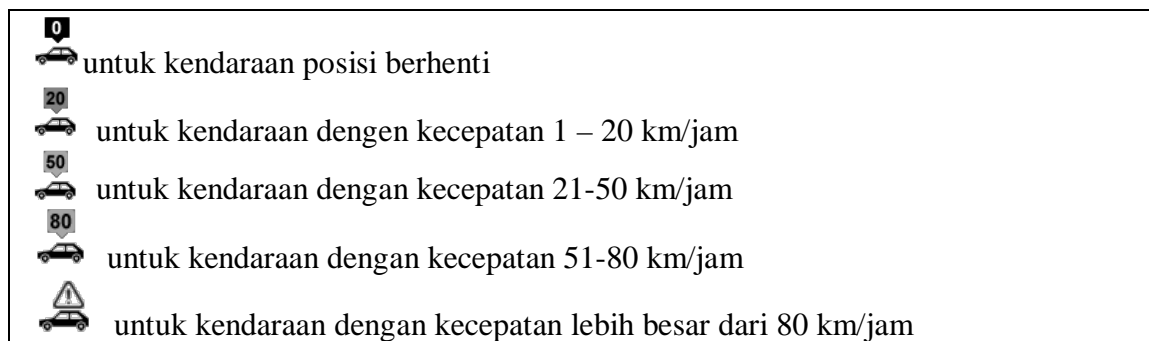 0
untuk kendaraan posisi berhenti
20
untuk kendaraan dengen kecepatan 1 – 20 km/jam
50
untuk kendaraan dengan kecepatan 21-50 km/jam
80
untuk kendaraan dengan kecepatan 51-80 km/jam
untuk kendaraan dengan kecepatan lebih besar dari 80 km/jam